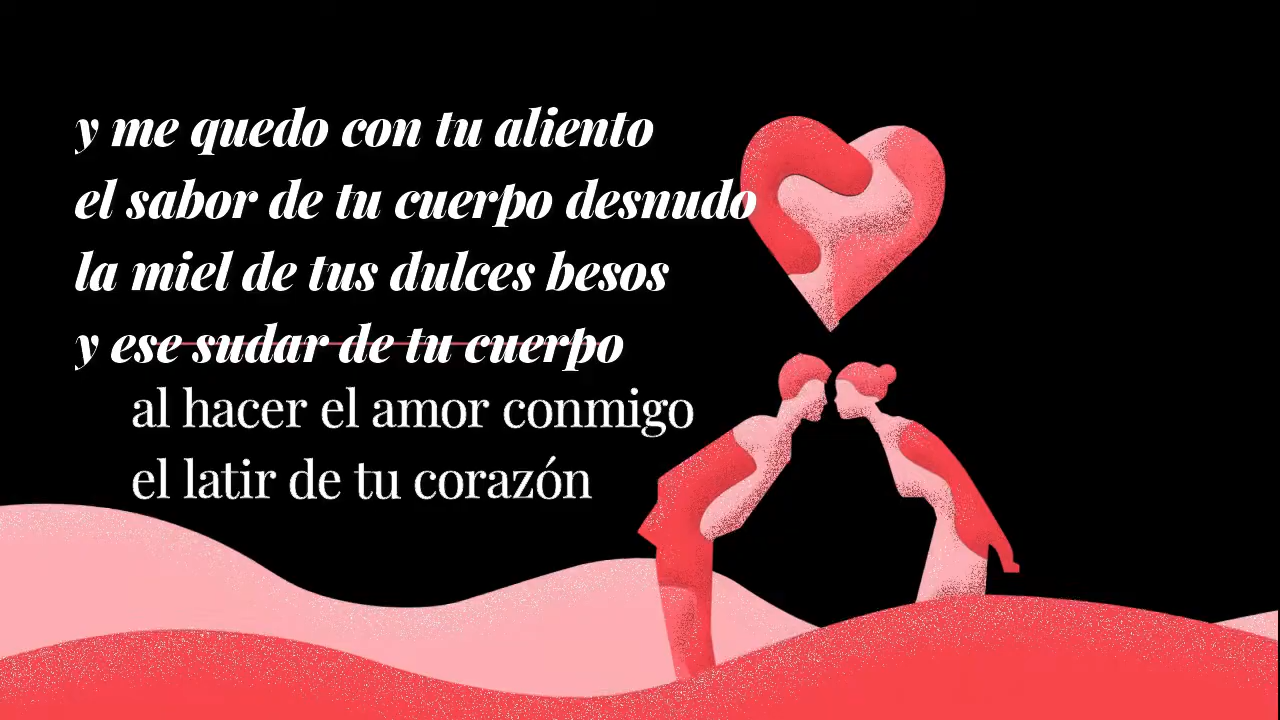 y me quedo con tu aliento
el sabor de tu cuerpo desnudo
la miel de tus dulces besos
y ese sudar de tu cuerpo
al hacer el amor conmigo
el latir de tu corazón